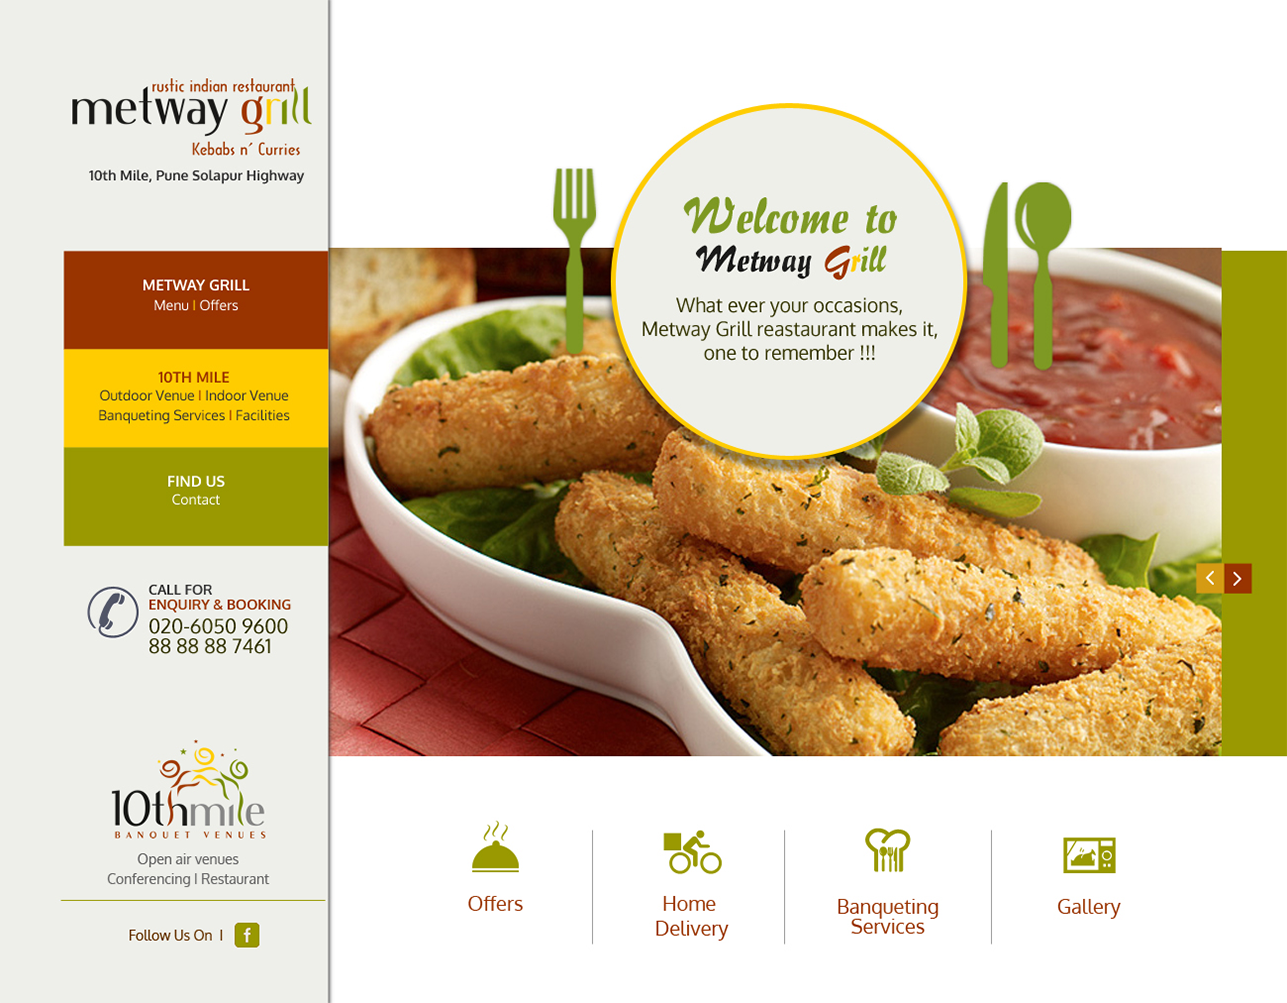 rustic indian restaurant
metway grill
Kebabs n´ Curries
10th Mile, Pune Solapur Highway
METWAY GRILL
Menu I Offers
10TH MILE
Outdoor Venue I Indoor Venue
Banqueting Services I Facilities
FIND US
Contact
CALL FOR
ENQUIRY & BOOKING
020-6050 9600
88 88 88 7461
10thmile
BANQUET VENUES
Open air venues
Conferencing I Restaurant
Follow Us On I
f
Welcome to
Metway Grill
What ever your occasions,
Metway Grill reastaurant makes it,
one to remember !!!
Offers
Home
Delivery
Banqueting
Services
Gallery